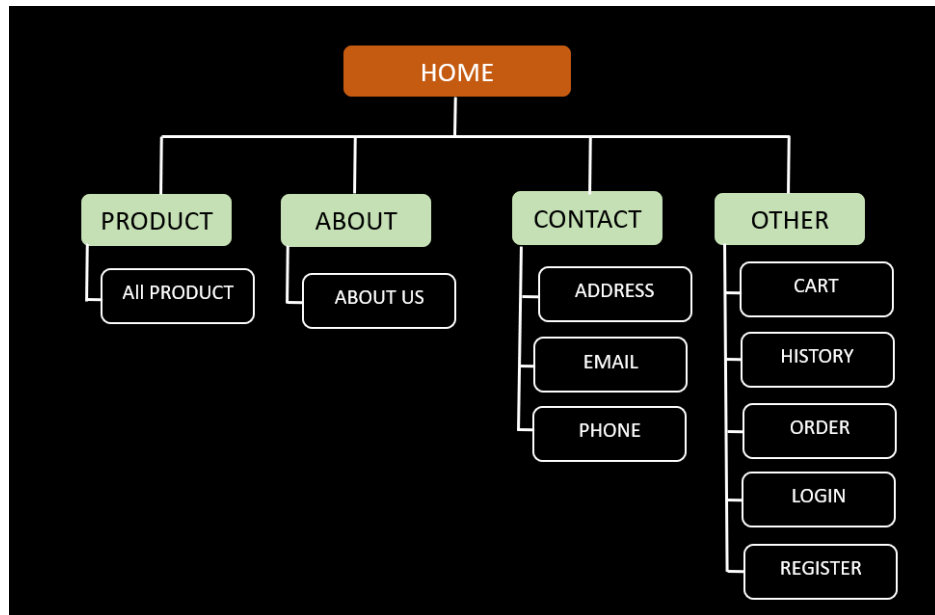 HOME
PRODUCT
All PRODUCT
ABOUT
ABOUT US
CONTACT
ADDRESS
EMAIL
PHONE
OTHER
CART
HISTORY
ORDER
LOGIN
REGISTER